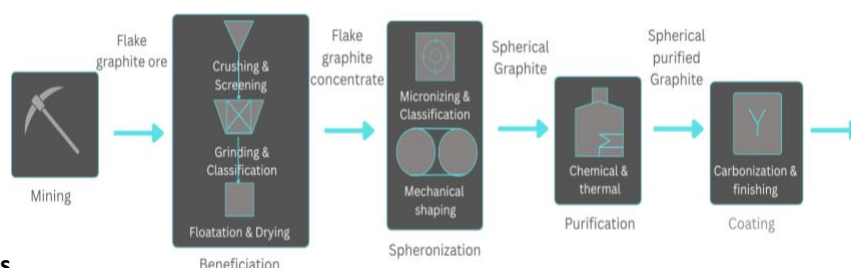 Flake
graphite ore
Mining
Crushing &
Screening
Grinding &
Classification
Floatation & Drying
Beneficiation
Flake
graphite
concentrate
Micronizing &
Classification
Mechanical
shaping
Spheronization
Spherical
Graphite
Chemical &
thermal
Purification
Spherical
purified
Graphite
Carbonization &
finishing
Coating
s